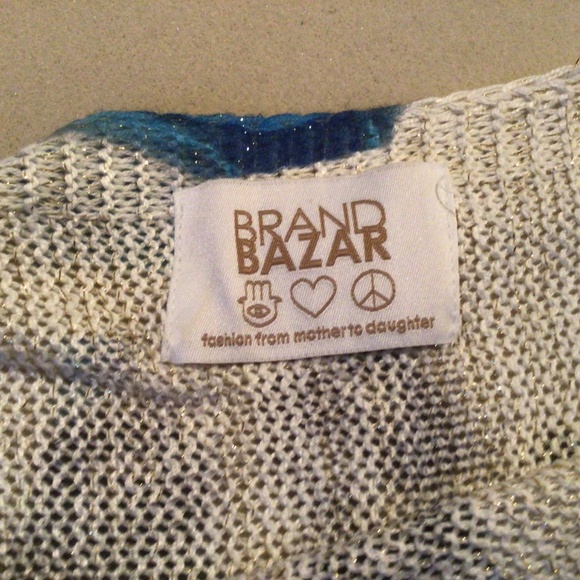 BRAND
BAZAR
fashion from mother to daughter